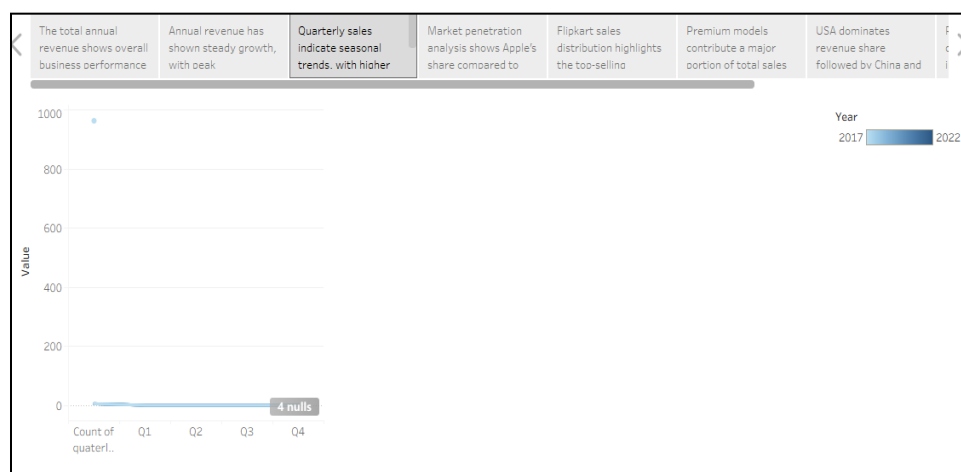 The total annual
revenue shows overall
business performance
Annual revenue has
shown steady growth,
with peak
Quarterly sales
indicate seasonal
trends, with higher
Market penetration
analysis shows Apple's
share compared to
Flipkart sales
distribution highlights
the top-selling
Premium models
contribute a major
portion of total sales
USA dominates
revenue share
followed by China and
Year
2017 2022
1000
800
600
400
200
0
Value
4 nulls
Count of Q1 Q2 Q3 Q4
quaterl..